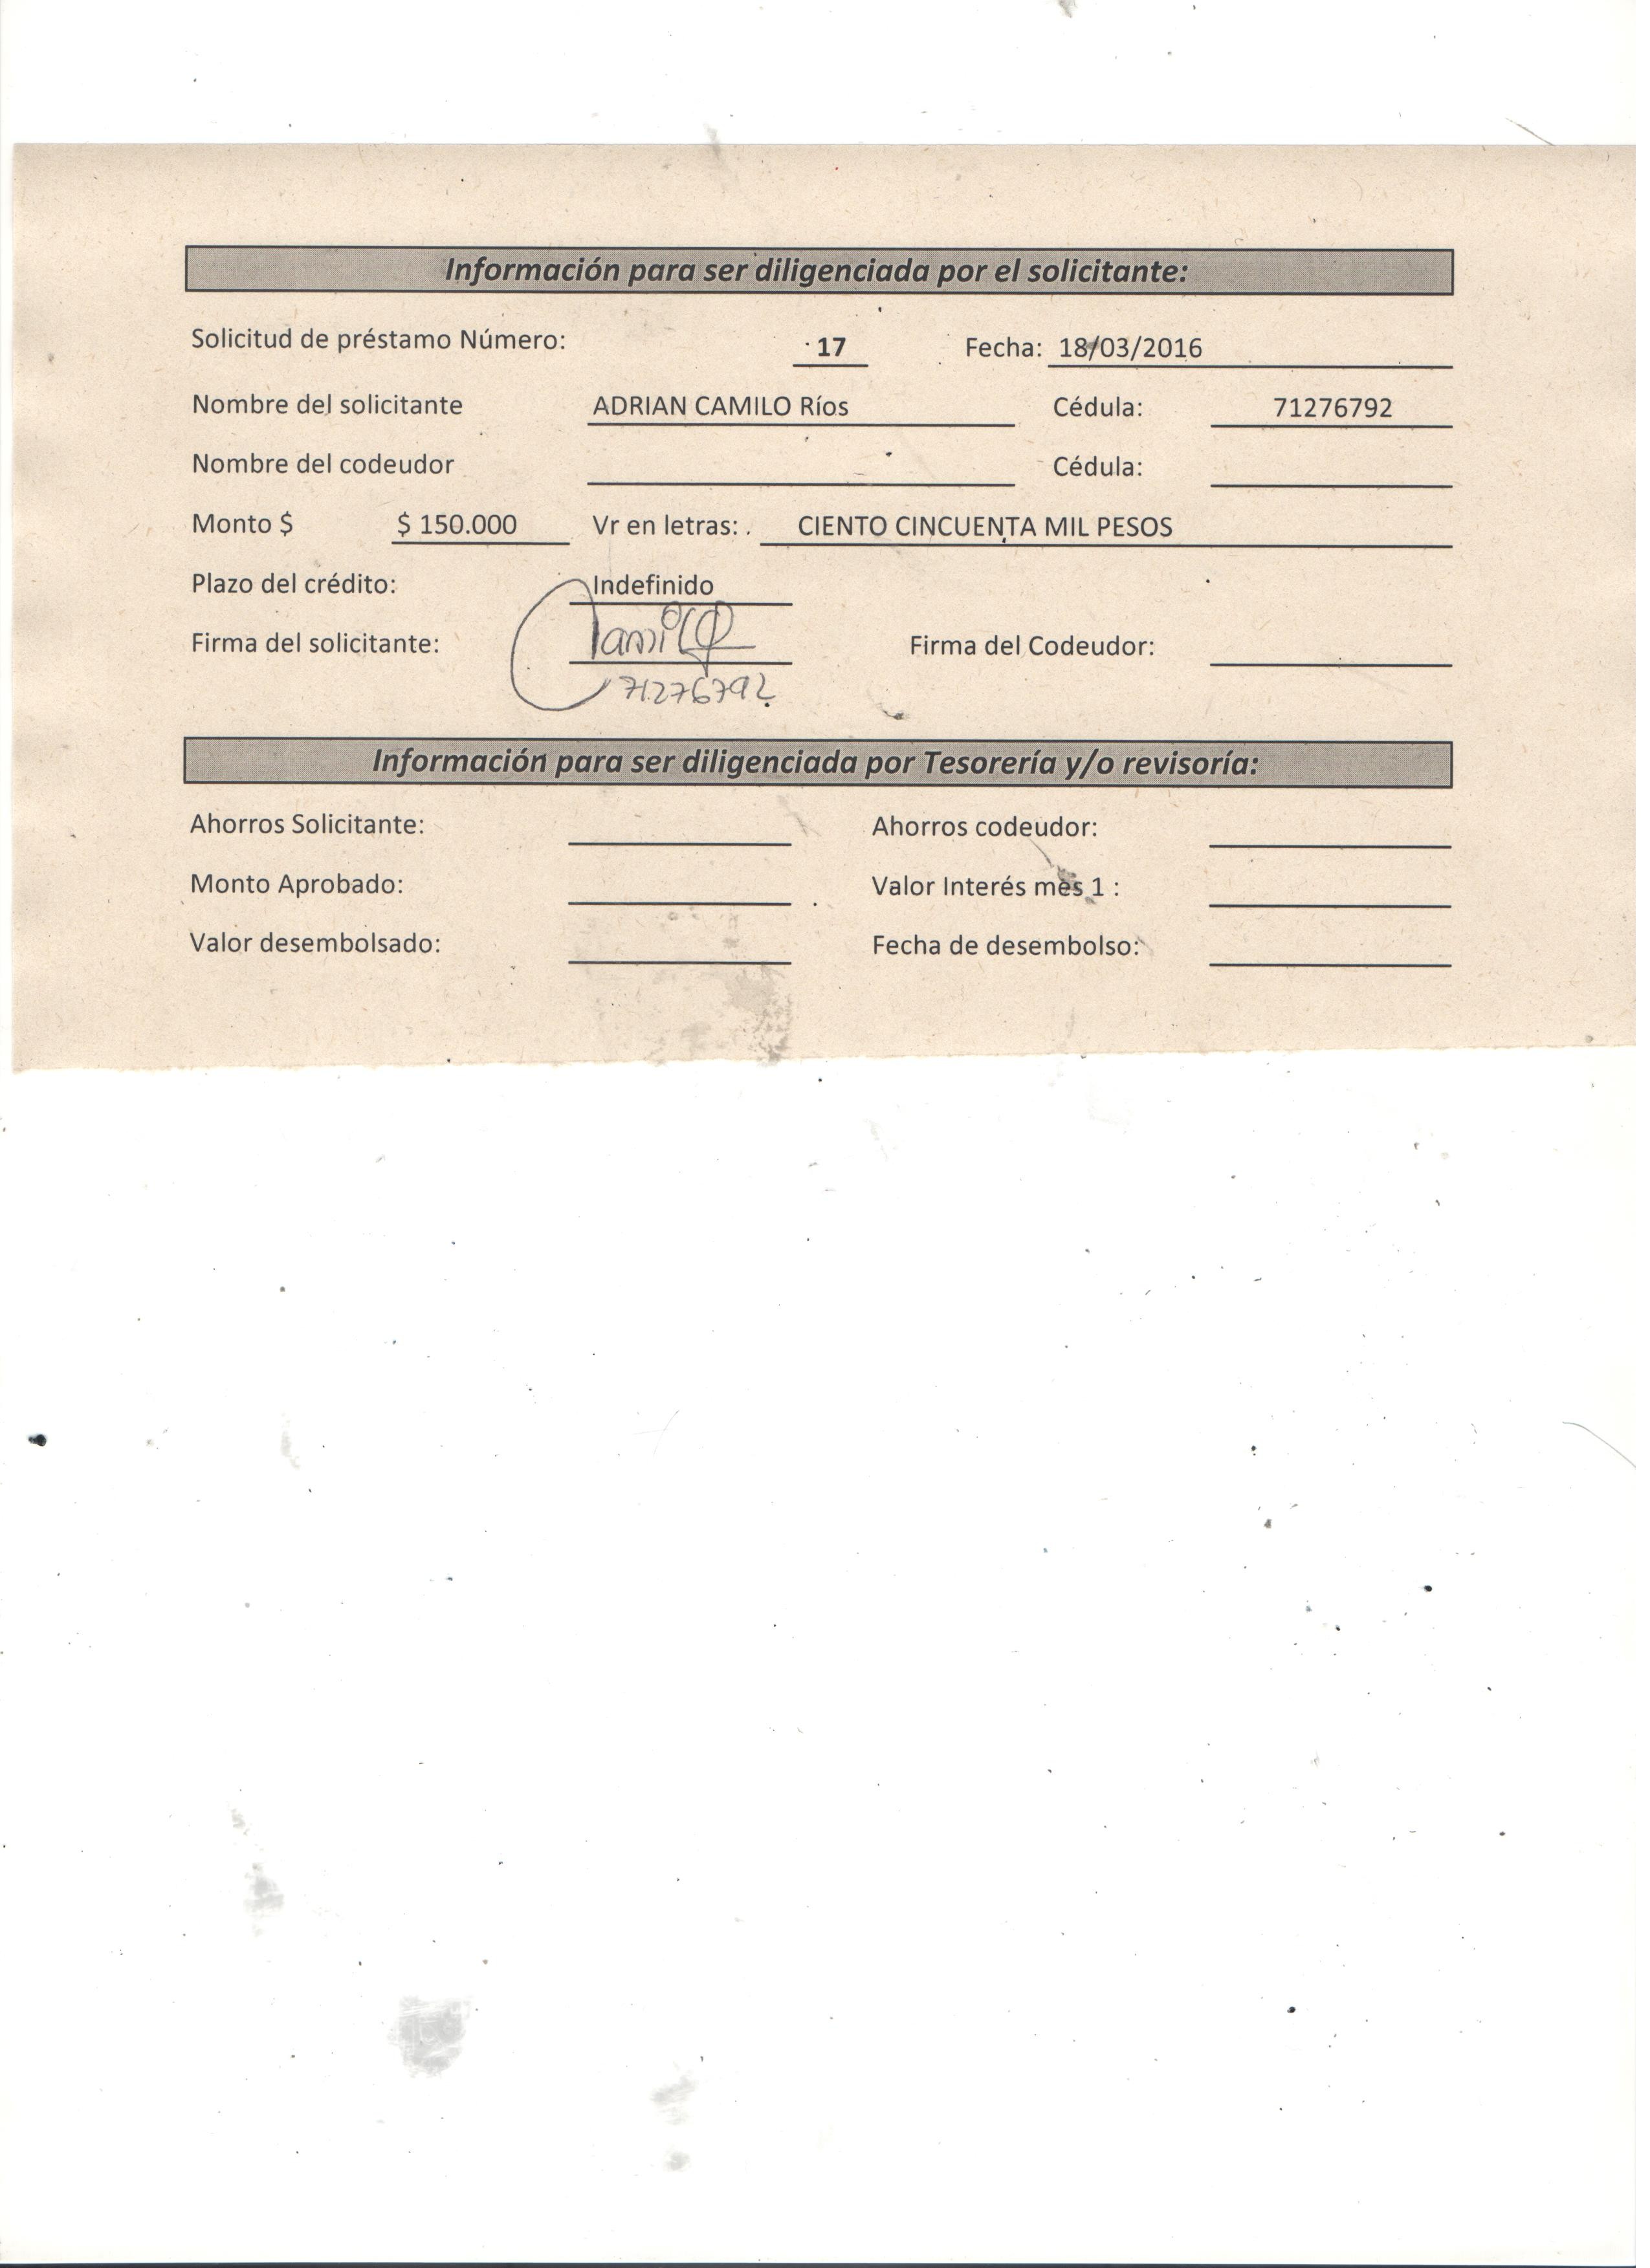 Información para ser diligenciada por el solicitante:
Solicitud de préstamo Número: 17 Fecha: 18/03/2016
Nombre del solicitante ADRIAN CAMILO Ríos Cédula: 71276792
Nombre del codeudor Cédula:
Monto $ $ 150.000 Vr en letras: CIENTO CINCUENTA MIL PESOS
Plazo del crédito: Indefinido
Firma del solicitante: Firma del Codeudor:
71276792
Información para ser diligenciada por Tesorería y/o revisoría:
Ahorros Solicitante: Ahorros codeudor:
Monto Aprobado: Valor Interés mes 1 :
Valor desembolsado: Fecha de desembolso: